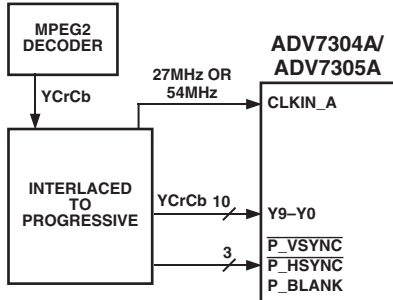 MPEG2
DECODER
YCrCb
INTERLACED
TO
PROGRESSIVE
27MHz OR
54MHz
YCrCb 10
3
ADV7304A/
ADV7305A
CLKIN_A
Y9–Y0
P_VSYNC
P_HSYNC
P_BLANK